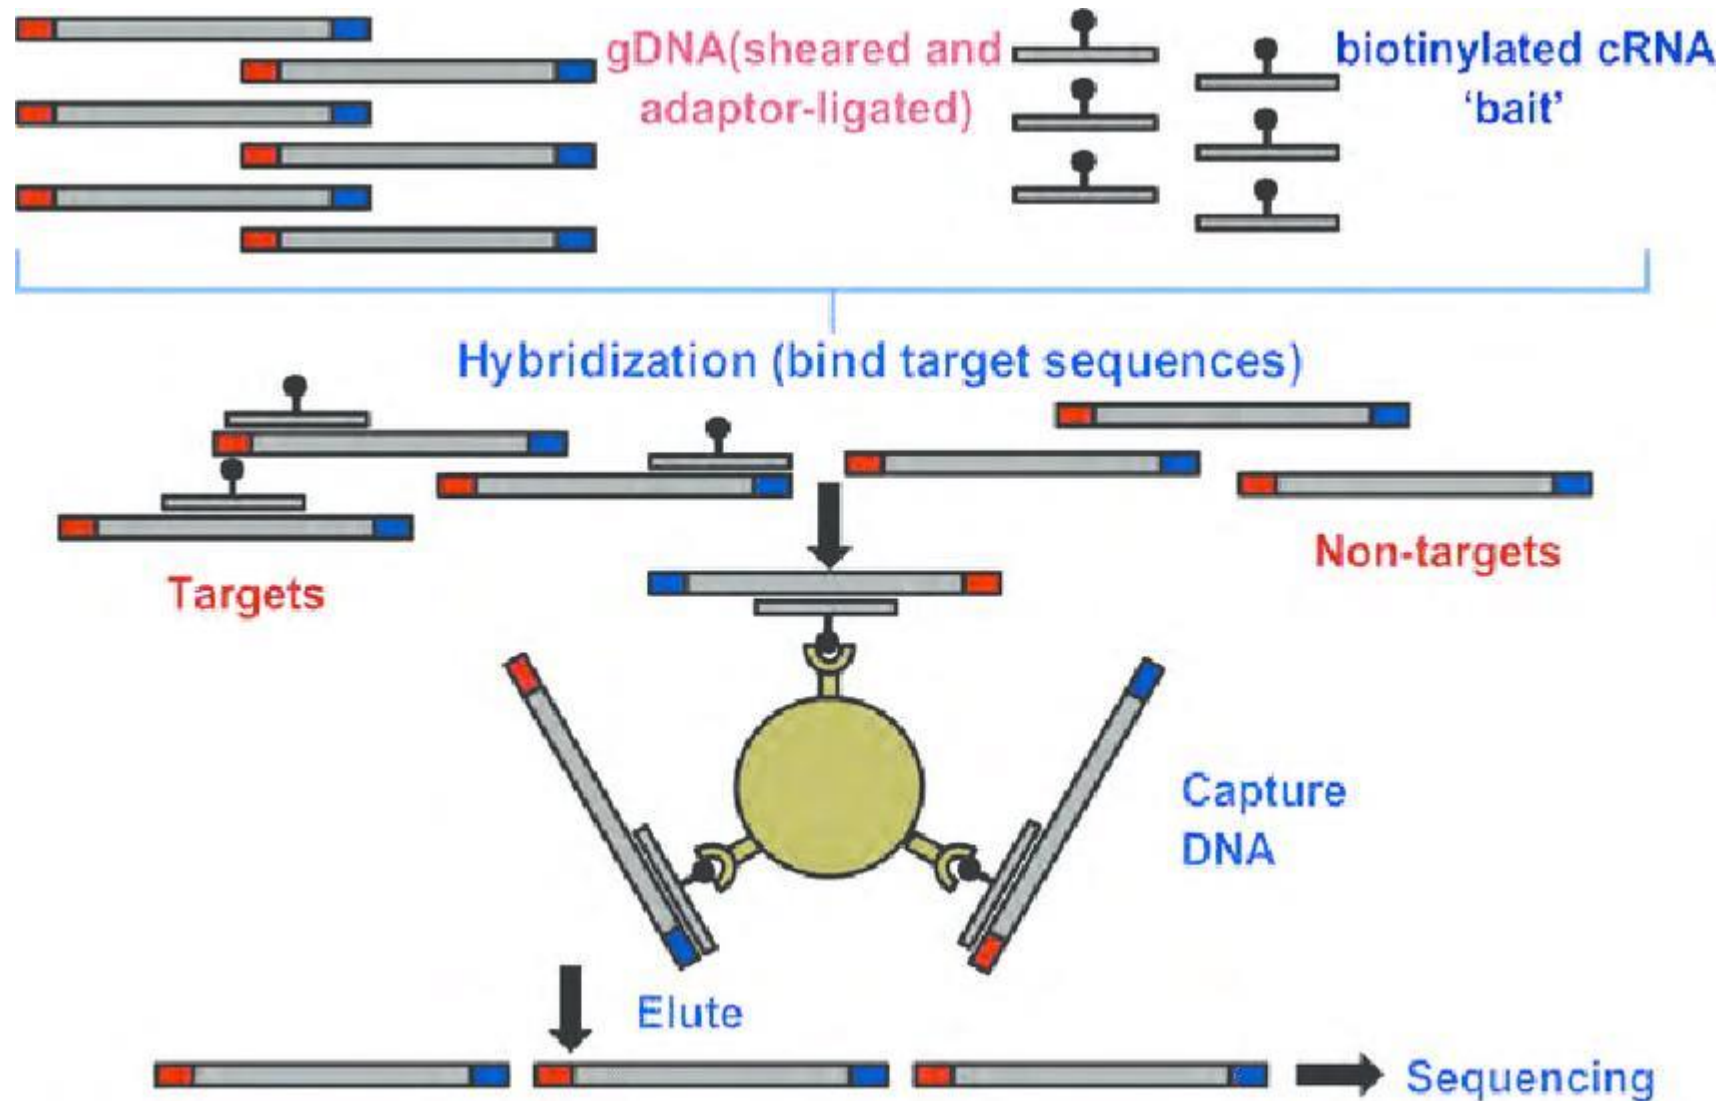 gDNA(sheared and
adaptor-ligated)
biotinylated cRNA
‘bait’
Hybridization (bind target sequences)
Targets
Non-targets
Capture
DNA
Elute
Sequencing